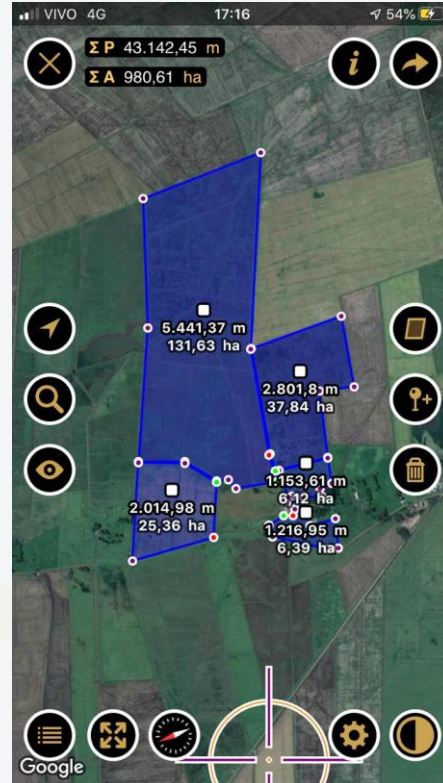 VIVO 4G 17:16 54%
Σ P 43.142,45 m
Σ A 980,61 ha
i
5.441,37 m
131,63 ha
2.801,8 m
37,84 ha
1.153,61 m
6,12 ha
2.014,98 m
25,36 ha
1.216,95 m
6,39 ha
Google